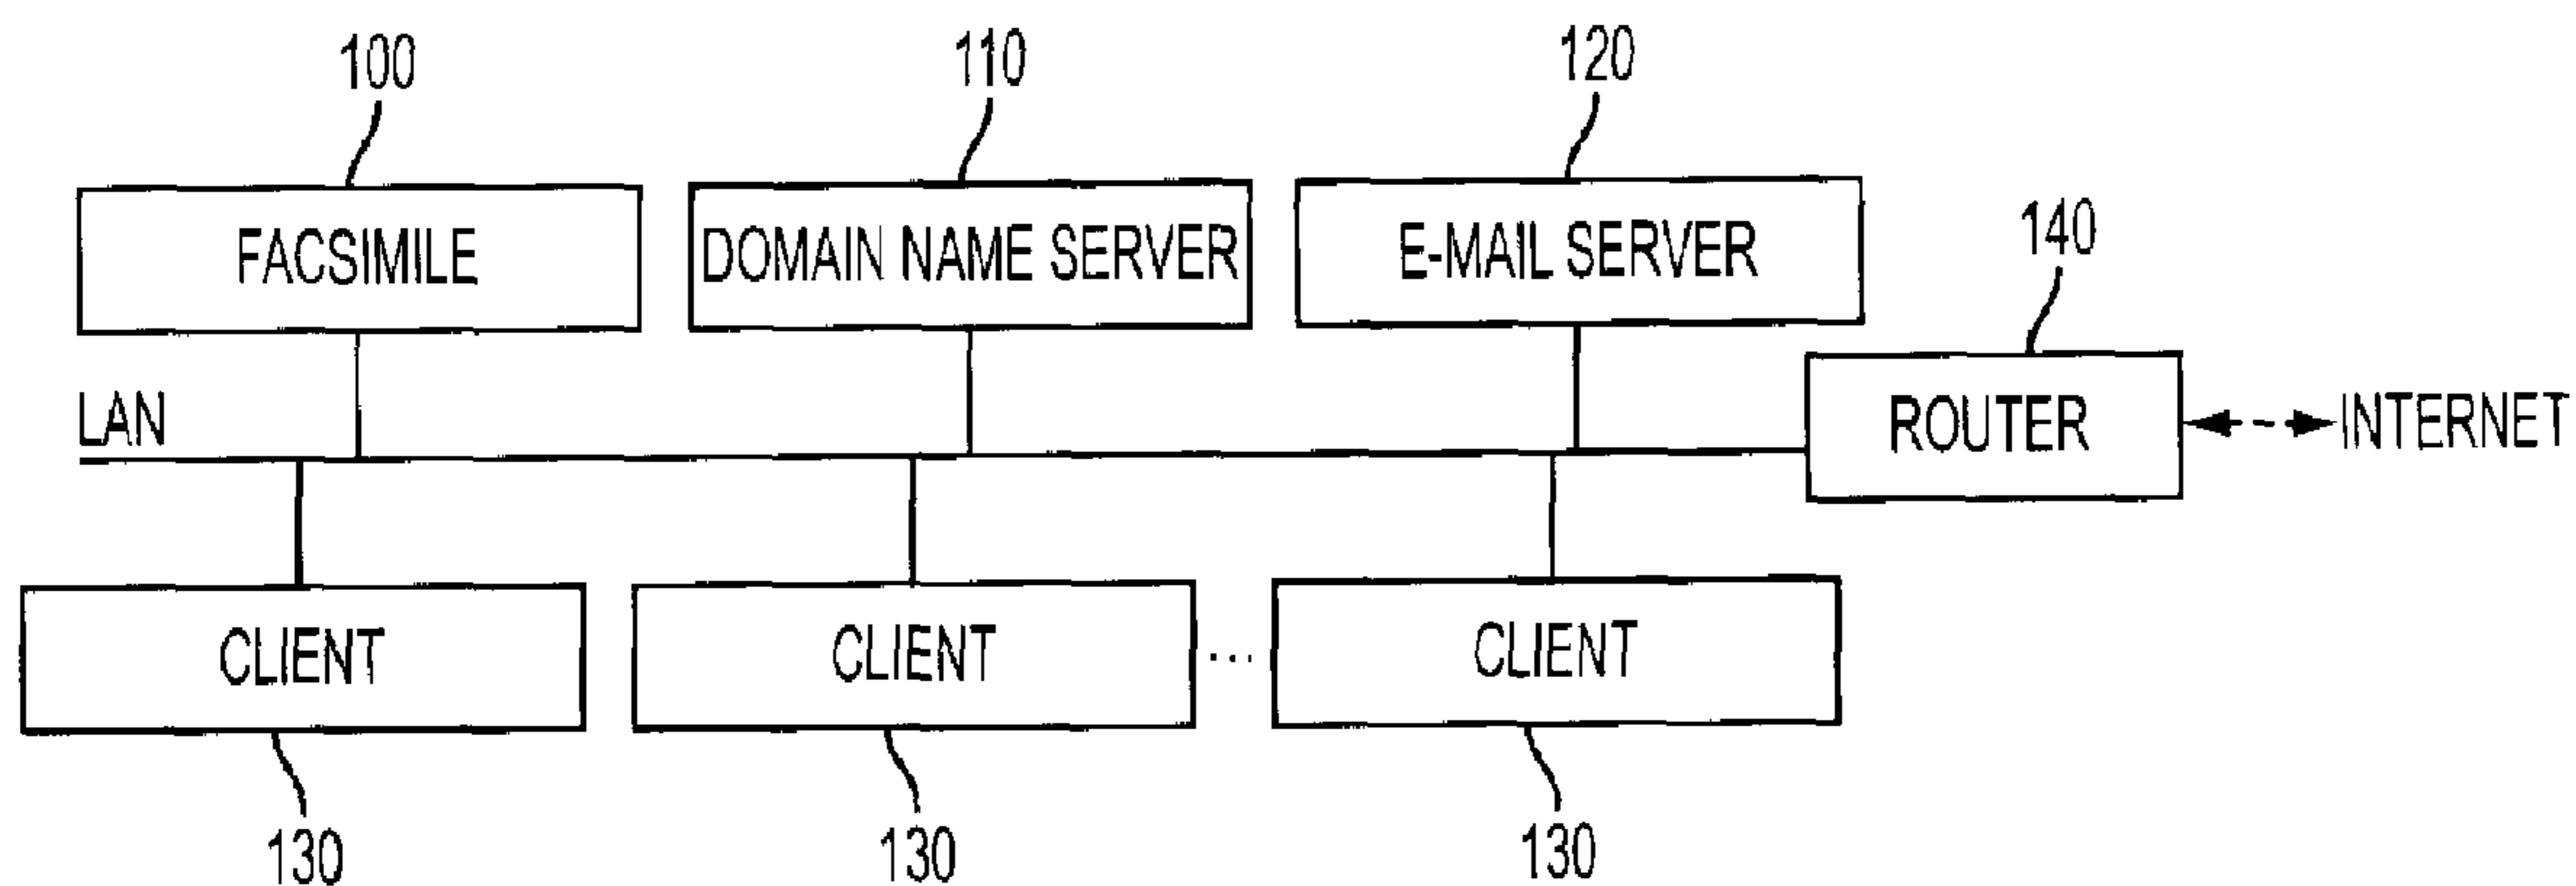 100
110
120
FACSIMILE
DOMAIN NAME SERVER
E-MAIL SERVER
140
LAN
ROUTER
INTERNET
CLIENT
CLIENT
...
CLIENT
130
130
130